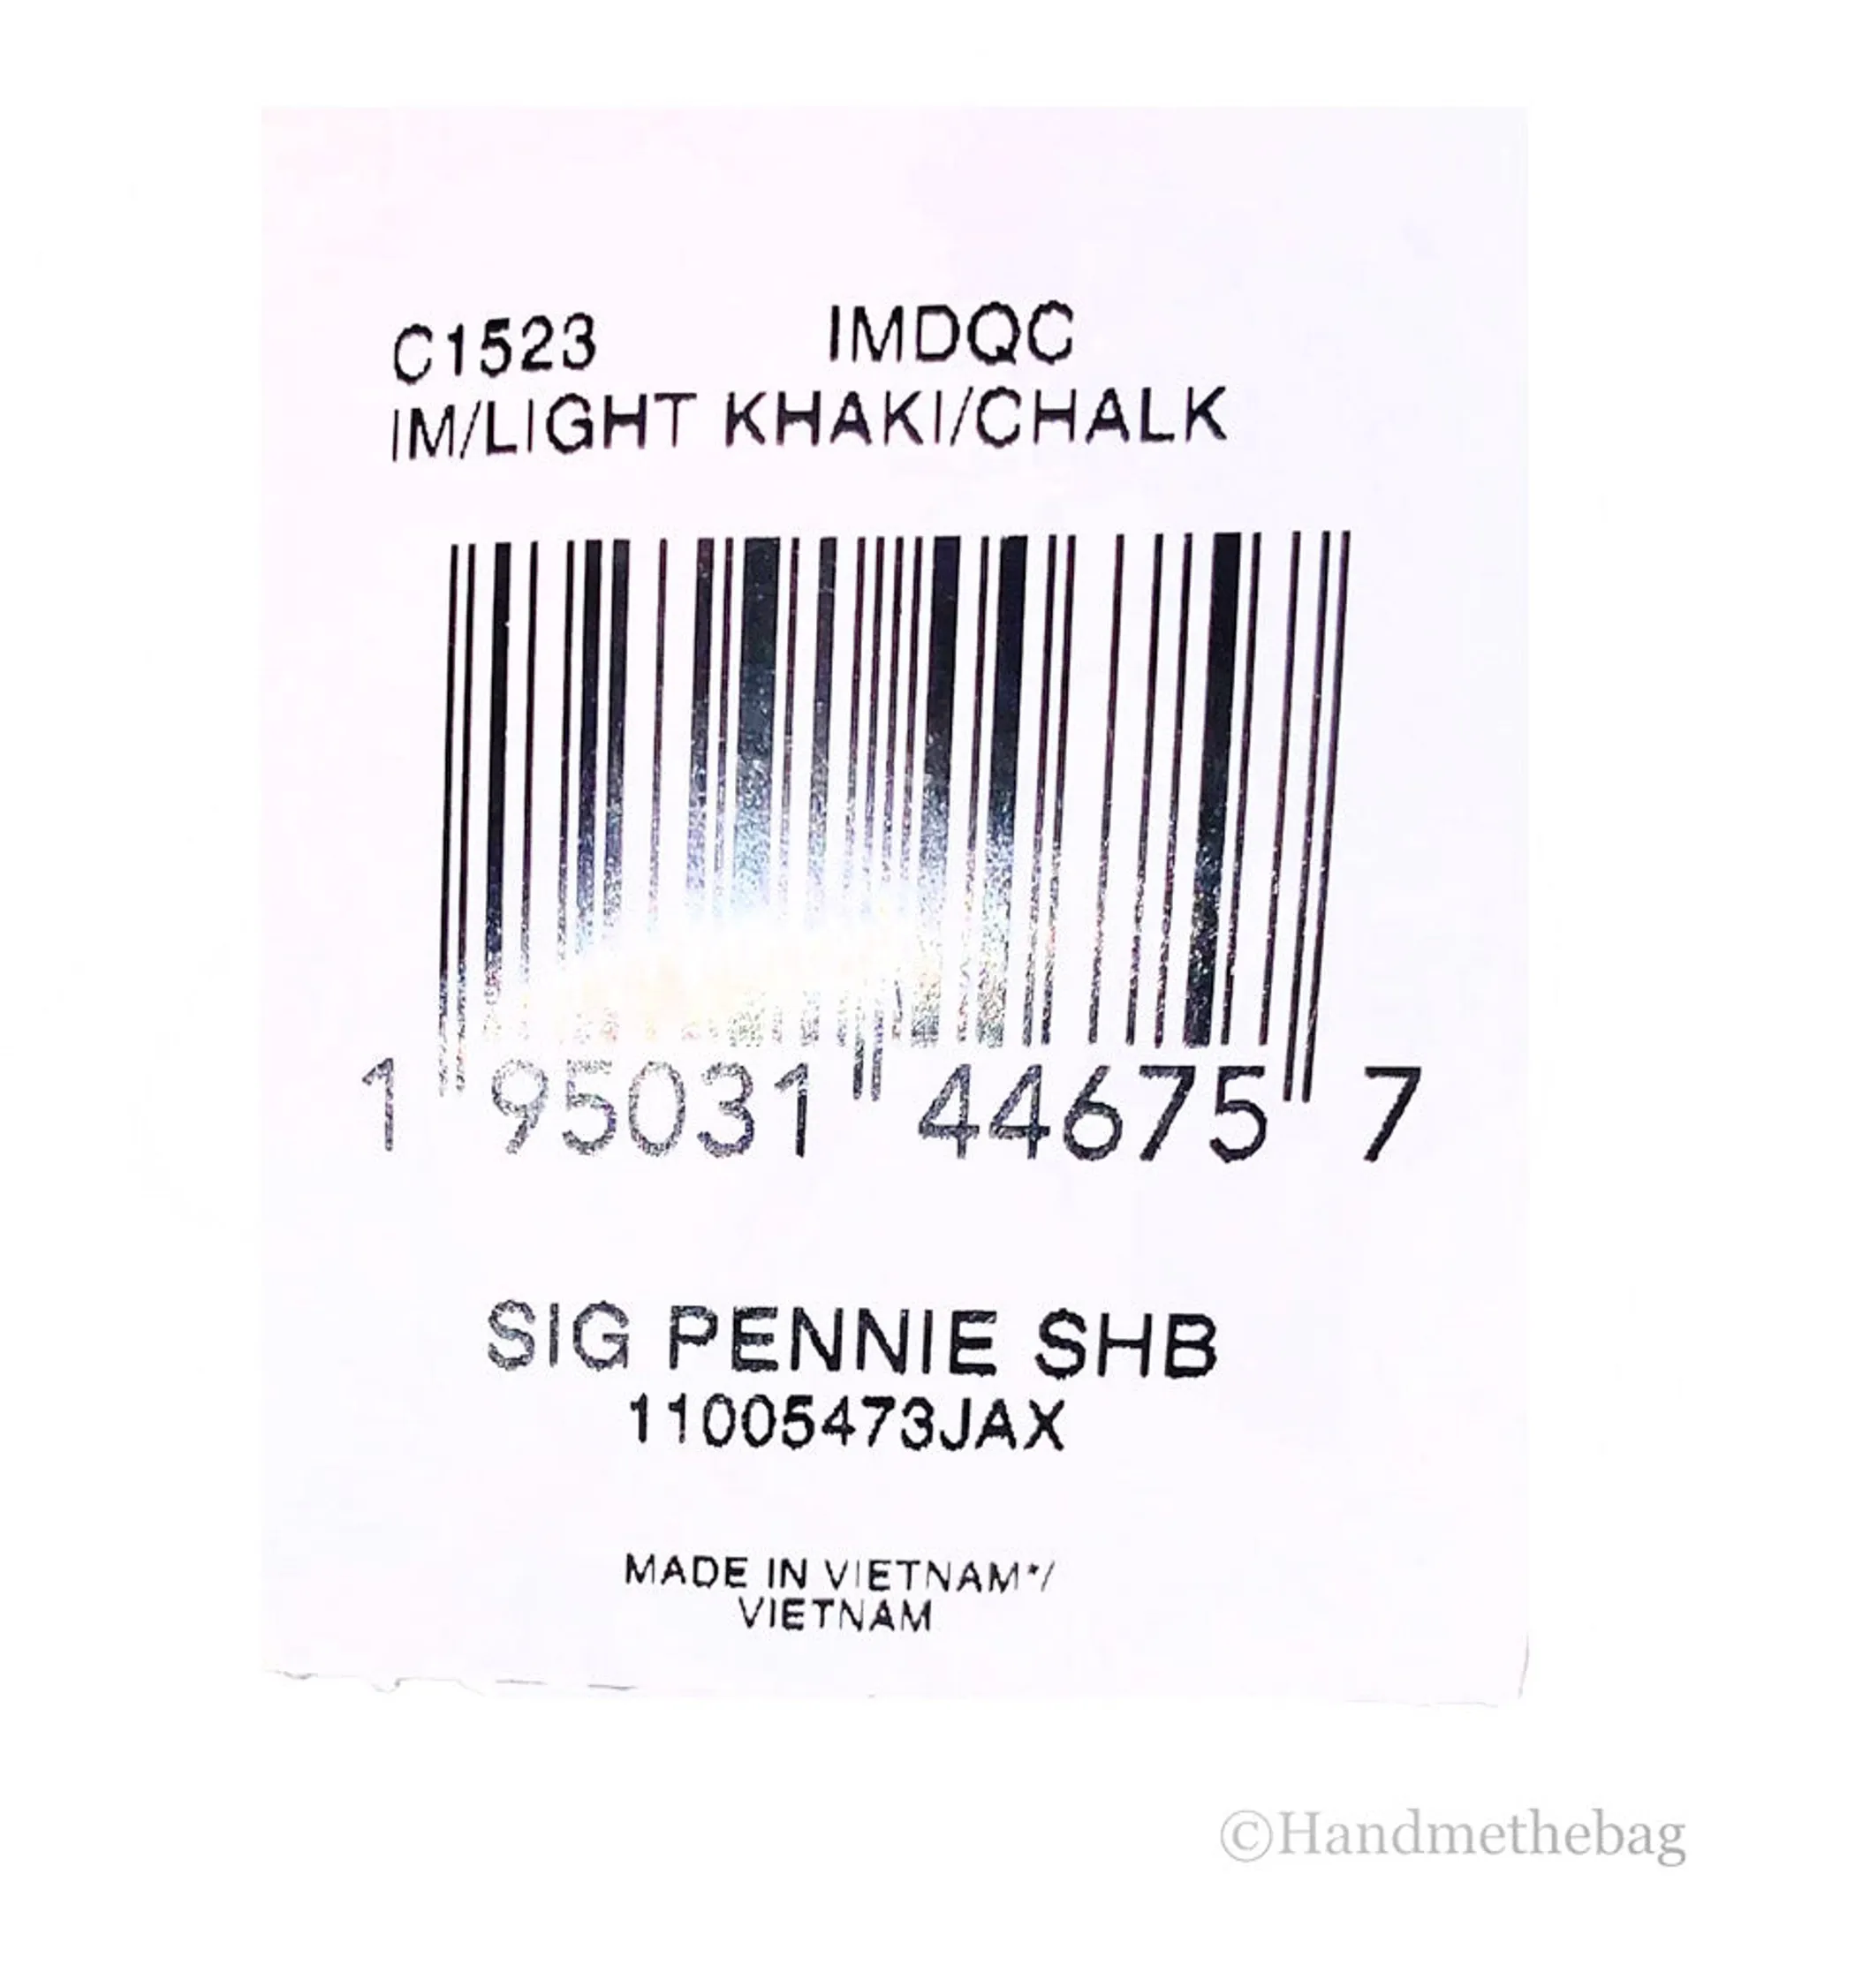 C1523 IMDQC
IM/LIGHT KHAKI/CHALK
1 95031 44675 7
SIG PENNIE SHB
11005473JAX
MADE IN VIETNAM*/
VIETNAM
©Handmethebag